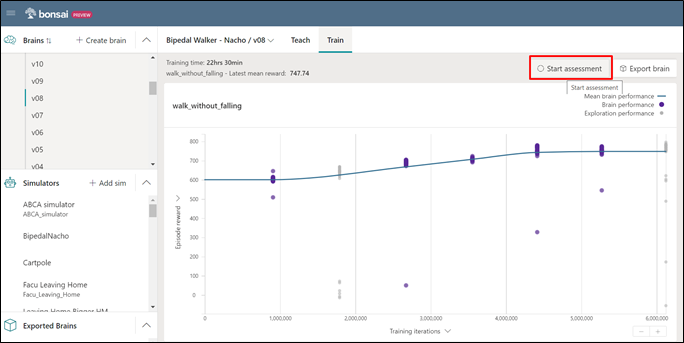 bonsai PREVIEW
Brains
+ Create brain
v10
v09
v08
v07
v06
v05
v04
Simulators
+ Add sim
ABCA simulator
ABCA_simulator
BipedalNacho
Cartpole
Facu Leaving Home
Facu_Leaving_Home
Leaving Home Bigger HM
Exported Brains
Bipedal Walker - Nacho / v08
Teach
Train
Training time: 22hrs 30min
walk_without_falling - Latest mean reward: 747.74
Start assessment
Export brain
Start assessment
walk_without_falling
Mean brain performance
Brain performance
Exploration performance
Episode reward
800
700
600
500
400
300
200
100
0
0
1,000,000
2,000,000
3,000,000
4,000,000
5,000,000
6,000,000
Training iterations
− +